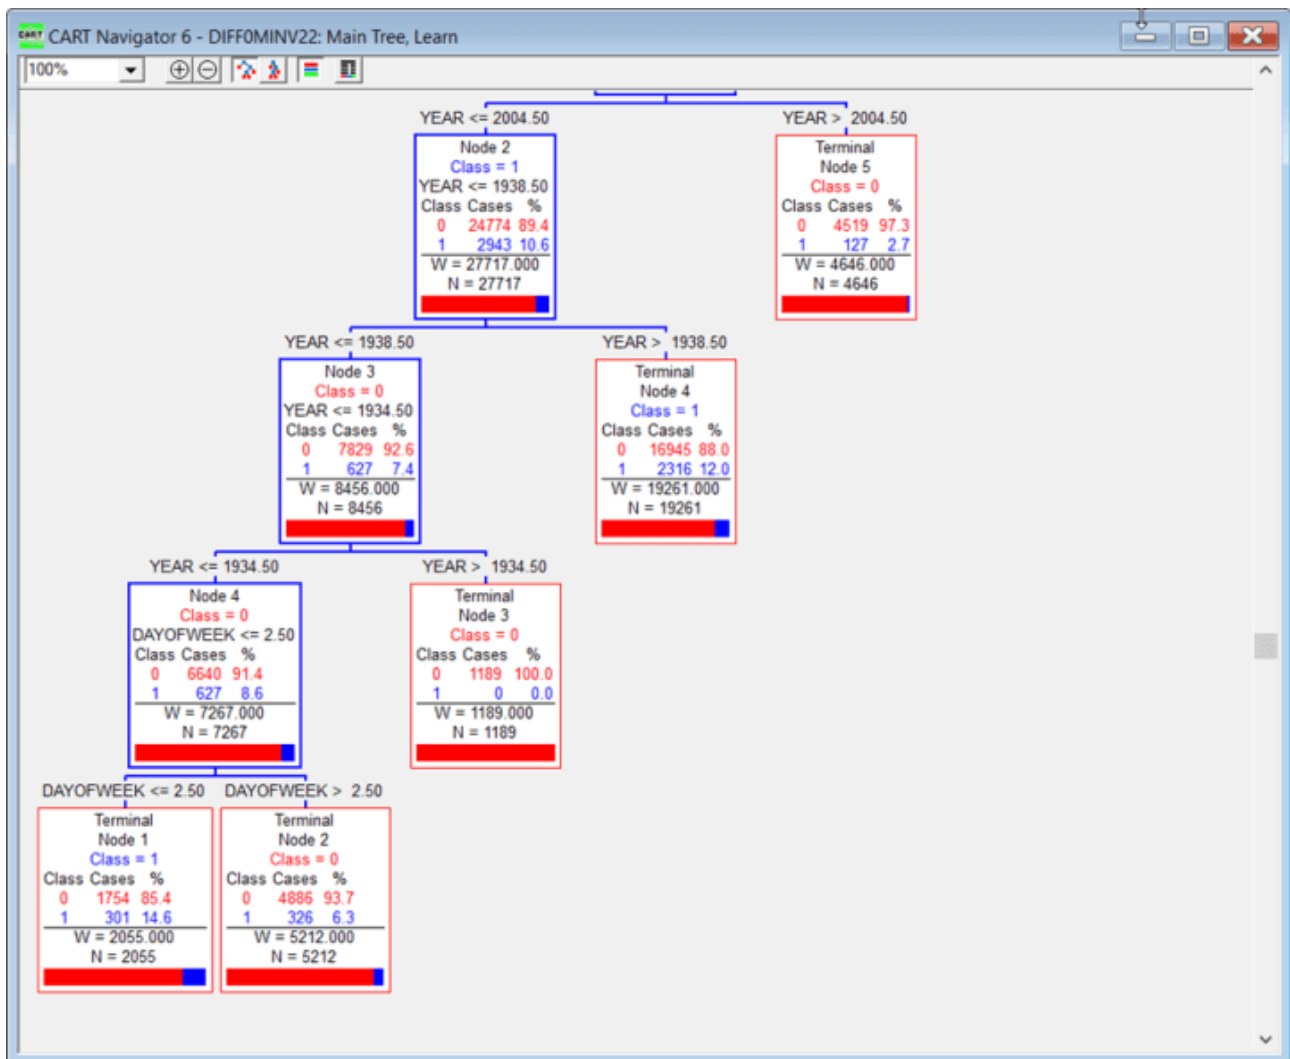 CART Navigator 6 - DIFF0MINV22: Main Tree, Learn
100%
YEAR <= 2004.50
YEAR > 2004.50
Node 2
Class = 1
YEAR <= 1938.50
Class Cases %
0 24774 89.4
1 2943 10.6
W = 27717.000
N = 27717
Terminal
Node 5
Class = 0
Class Cases %
0 4519 97.3
1 127 2.7
W = 4646.000
N = 4646
YEAR <= 1938.50
YEAR > 1938.50
Node 3
Class = 0
YEAR <= 1934.50
Class Cases %
0 7829 92.6
1 627 7.4
W = 8456.000
N = 8456
Terminal
Node 4
Class = 1
Class Cases %
0 16945 88.0
1 2316 12.0
W = 19261.000
N = 19261
YEAR <= 1934.50
YEAR > 1934.50
Node 4
Class = 0
DAYOFWEEK <= 2.50
Class Cases %
0 6640 91.4
1 627 8.6
W = 7267.000
N = 7267
Terminal
Node 3
Class = 0
Class Cases %
0 1189 100.0
1 0 0.0
W = 1189.000
N = 1189
DAYOFWEEK <= 2.50
DAYOFWEEK > 2.50
Terminal
Node 1
Class = 1
Class Cases %
0 1754 85.4
1 301 14.6
W = 2055.000
N = 2055
Terminal
Node 2
Class = 0
Class Cases %
0 4886 93.7
1 326 6.3
W = 5212.000
N = 5212